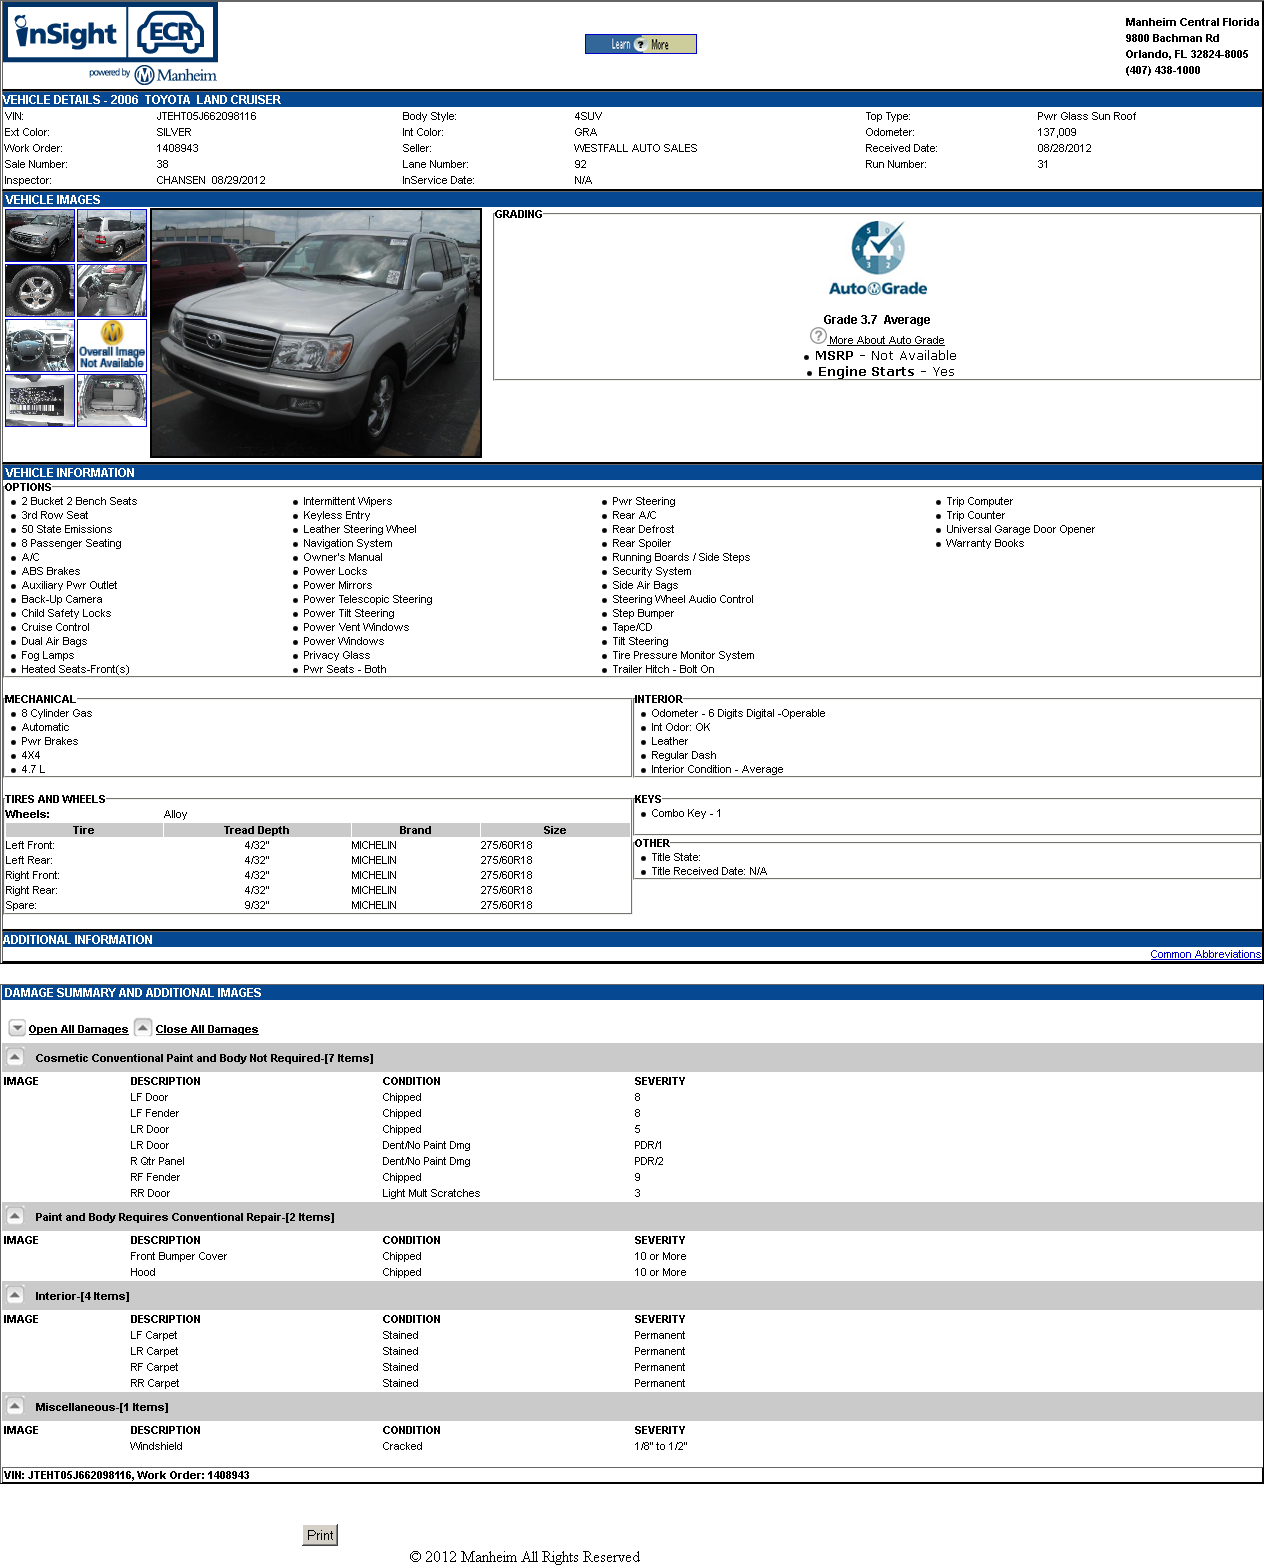 inSight ECR
powered by Manheim
Learn ? More
Manheim Central Florida
9800 Bachman Rd
Orlando, FL 32824-8005
(407) 438-1000
VEHICLE DETAILS - 2006 TOYOTA LAND CRUISER
VIN: JTEHT05J662098116 Body Style: 4SUV Top Type: Pwr Glass Sun Roof
Ext Color: SILVER Int Color: GRA Odometer: 137,009
Work Order: 1408943 Seller: WESTFALL AUTO SALES Received Date: 08/28/2012
Sale Number: 38 Lane Number: 92 Run Number: 31
Inspector: CHANSEN 08/29/2012 InService Date: N/A
VEHICLE IMAGES
Overall Image
Not Available
GRADING
5 0 4 1 3 2
AutoGrade
Grade 3.7 Average
? More About Auto Grade
• MSRP - Not Available
• Engine Starts - Yes
VEHICLE INFORMATION
OPTIONS
• 2 Bucket 2 Bench Seats • Intermittent Wipers • Pwr Steering • Trip Computer
• 3rd Row Seat • Keyless Entry • Rear A/C • Trip Counter
• 50 State Emissions • Leather Steering Wheel • Rear Defrost • Universal Garage Door Opener
• 8 Passenger Seating • Navigation System • Rear Spoiler • Warranty Books
• A/C • Owner's Manual • Running Boards / Side Steps
• ABS Brakes • Power Locks • Security System
• Auxiliary Pwr Outlet • Power Mirrors • Side Air Bags
• Back-Up Camera • Power Telescopic Steering • Steering Wheel Audio Control
• Child Safety Locks • Power Tilt Steering • Step Bumper
• Cruise Control • Power Vent Windows • Tape/CD
• Dual Air Bags • Power Windows • Tilt Steering
• Fog Lamps • Privacy Glass • Tire Pressure Monitor System
• Heated Seats-Front(s) • Pwr Seats - Both • Trailer Hitch - Bolt On
MECHANICAL
• 8 Cylinder Gas
• Automatic
• Pwr Brakes
• 4X4
• 4.7 L
INTERIOR
• Odometer - 6 Digits Digital -Operable
• Int Odor: OK
• Leather
• Regular Dash
• Interior Condition - Average
TIRES AND WHEELS
Wheels: Alloy
Tire Tread Depth Brand Size
Left Front: 4/32" MICHELIN 275/60R18
Left Rear: 4/32" MICHELIN 275/60R18
Right Front: 4/32" MICHELIN 275/60R18
Right Rear: 4/32" MICHELIN 275/60R18
Spare: 9/32" MICHELIN 275/60R18
KEYS
• Combo Key - 1
OTHER
• Title State:
• Title Received Date: N/A
ADDITIONAL INFORMATION
Common Abbreviations
DAMAGE SUMMARY AND ADDITIONAL IMAGES
Open All Damages Close All Damages
Cosmetic Conventional Paint and Body Not Required-[7 Items]
IMAGE DESCRIPTION CONDITION SEVERITY
LF Door Chipped 8
LF Fender Chipped 8
LR Door Chipped 5
LR Door Dent/No Paint Dmg PDR/1
R Qtr Panel Dent/No Paint Dmg PDR/2
RF Fender Chipped 9
RR Door Light Mult Scratches 3
Paint and Body Requires Conventional Repair-[2 Items]
IMAGE DESCRIPTION CONDITION SEVERITY
Front Bumper Cover Chipped 10 or More
Hood Chipped 10 or More
Interior-[4 Items]
IMAGE DESCRIPTION CONDITION SEVERITY
LF Carpet Stained Permanent
LR Carpet Stained Permanent
RF Carpet Stained Permanent
RR Carpet Stained Permanent
Miscellaneous-[1 Items]
IMAGE DESCRIPTION CONDITION SEVERITY
Windshield Cracked 1/8" to 1/2"
VIN: JTEHT05J662098116, Work Order: 1408943
Print
© 2012 Manheim All Rights Reserved